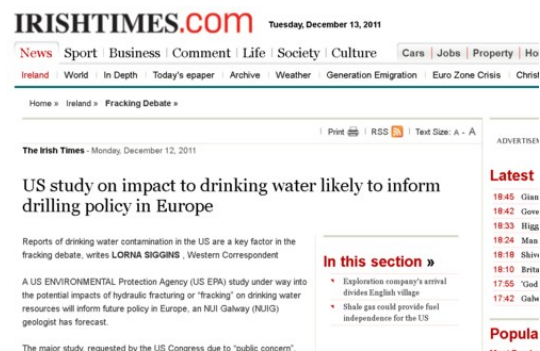 IRISHTIMES.COM Tuesday, December 13, 2011
News Sport Business Comment Life Society Culture Cars Jobs Property
Ireland World In Depth Today's epaper Archive Weather Generation Emigration Euro Zone Crisis
Home » Ireland » Fracking Debate »
Print RSS Text Size: A - A
The Irish Times - Monday, December 12, 2011
US study on impact to drinking water likely to inform
drilling policy in Europe
Reports of drinking water contamination in the US are a key factor in the
fracking debate, writes LORNA SIGGINS , Western Correspondent
A US ENVIRONMENTAL Protection Agency (US EPA) study under way into
the potential impacts of hydraulic fracturing or "fracking" on drinking water
resources will inform future policy in Europe, an NUI Galway (NUIG)
geologist has forecast.
The major study, requested by the US Congress due to "public concern",
In this section »
Exploration company's arrival
divides English village
Shale gas could provide fuel
independence for the US
Latest
18:45
18:42
18:33
18:24 Man
18:18
18:10
17:55 'God
17:42